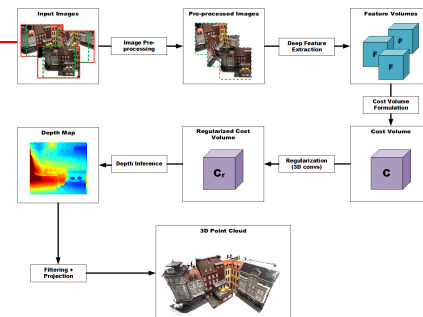 Input Images
Image Pre-
processing
Pre-processed Images
Deep Feature
Extraction
Feature Volumes
F
F
F
Cost Volume
Formulation
Cost Volume
C
Regularization
(3D convs)
Regularized Cost
Volume
Cr
Depth Inference
Depth Map
Filtering +
Projection
3D Point Cloud